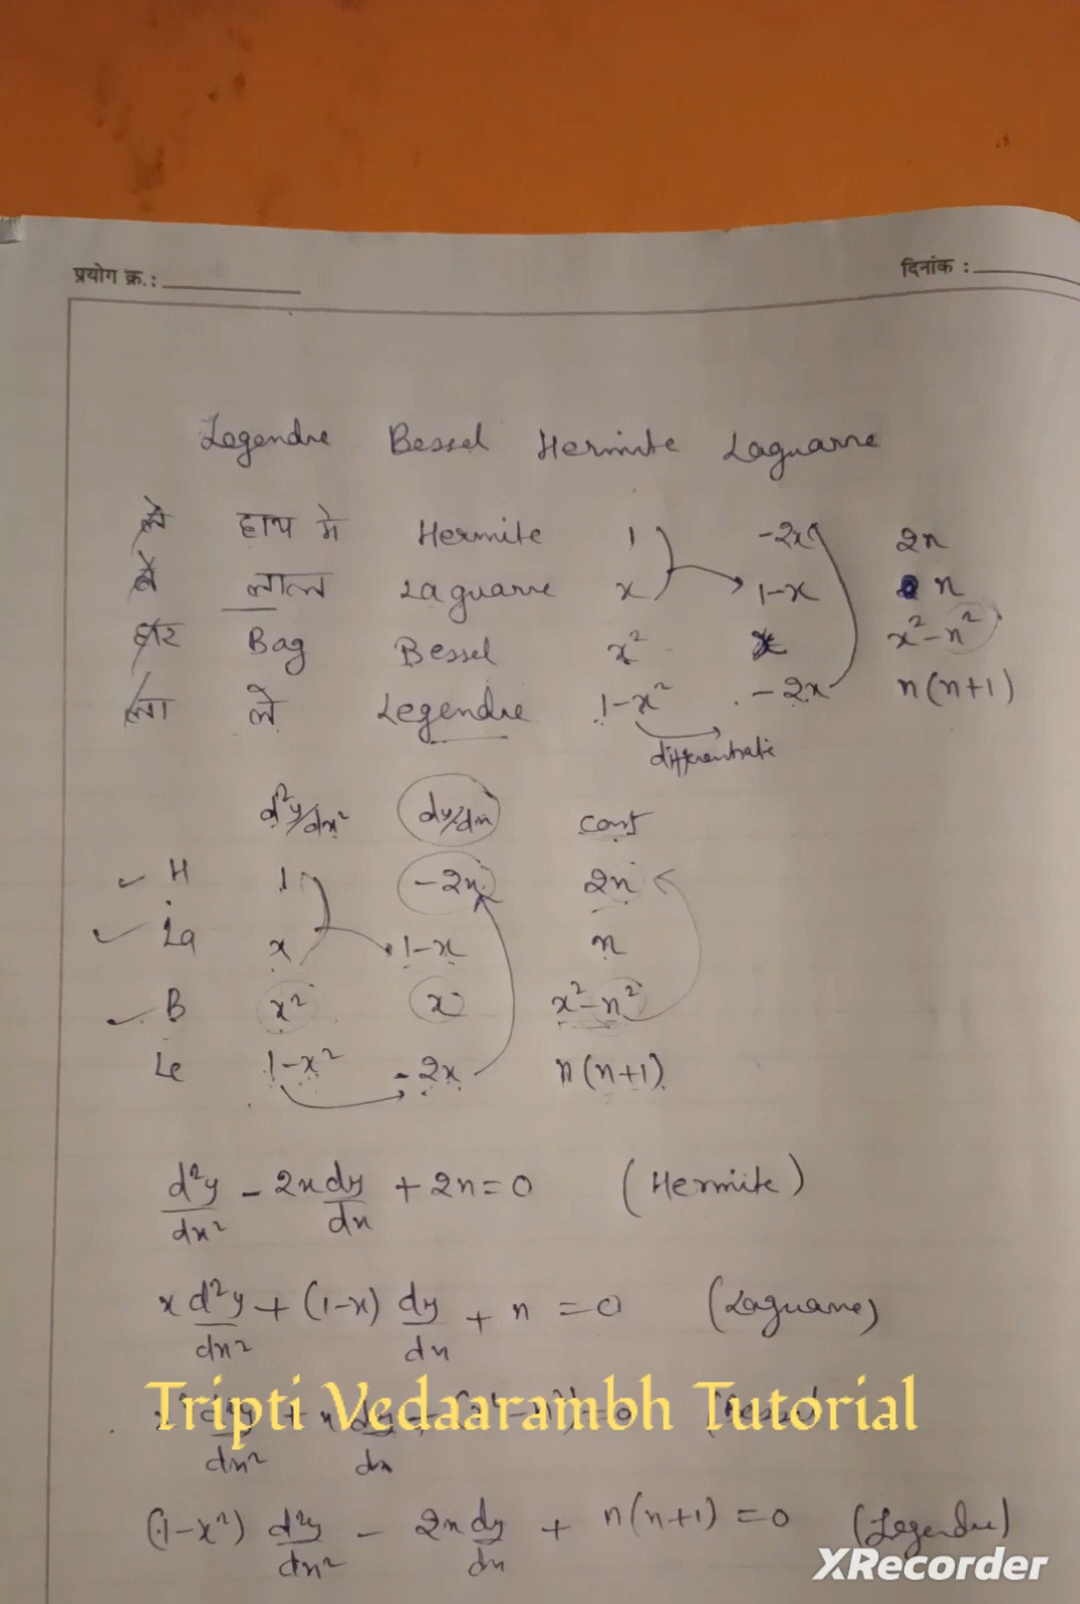 प्रयोग क्र.: दिनांक :
Legendre Bessel Hermite Laguarre
ले हाथ मे Hermite 1 -2x 2n
बे लाल Laguarre x 1-x n
हार Bag Bessel x² x x²-n²
ला ले Legendre 1-x² -2x n(n+1)
differentiate
d²y/dx² dy/dx const
H 1 -2x 2n
La x 1-x n
B x² x x²-n²
Le 1-x² -2x n(n+1)
d²y/dx² - 2x dy/dx + 2n = 0 (Hermite)
x d²y/dx² + (1-x) dy/dx + n = 0 (Laguarre)
Tripti Vedaarambh Tutorial
(1-x²) d²y/dx² - 2x dy/dx + n(n+1) = 0 (Legendre)
XRecorder